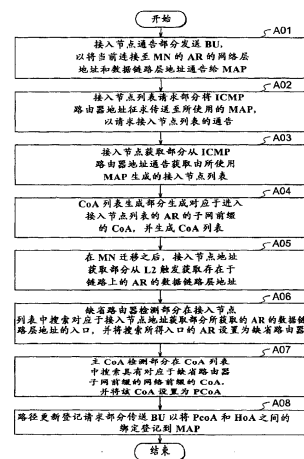 开始
A01
接入节点通告部分发送 BU，
以将当前连接至 MN 的 AR 的网络层
地址和数据链路层地址通告给 MAP
A02
接入节点列表请求部分将 ICMP
路由器地址征求传送至所使用的 MAP，
以请求接入节点列表的通告
A03
接入节点获取部分从 ICMP
路由器地址通告获取由所使用
MAP 生成的接入节点列表
A04
CoA 列表生成部分生成对应于进入
接入节点列表的 AR 的子网前缀
的 CoA，并生成 CoA 列表
A05
在 MN 迁移之后，接入节点地址
获取部分从 L2 触发获取存在于
链路上的 AR 的数据链路层地址
A06
缺省路由器检测部分在接入节点
列表中搜索对应于接入节点地址获取部分所获取的 AR 的数据链
路层地址的入口，并将搜索所得入口的 AR 设置为缺省路由器
A07
主 CoA 检测部分在 CoA 列表
中搜索具有对应于缺省路由器
子网前缀的网络前缀的 CoA，
并将该 CoA 设置为 PCoA
A08
路径更新登记请求部分传送 BU 以将 PcoA 和 HoA 之间的
绑定登记到 MAP
结束